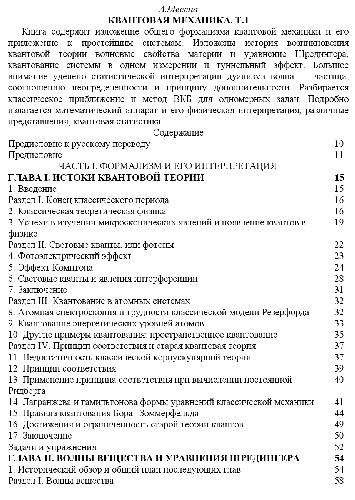 А.Мессиа
КВАНТОВАЯ МЕХАНИКА. Т.1
Книга содержит изложение общего формализма квантовой механики и его
приложение к простейшим системам. Изложены история возникновения
квантовой теории, волновые свойства материи и уравнение Шредингера,
квантование системы в одном измерении и туннельный эффект. Большое
внимание уделено статистической интерпретации дуализма волна — частица,
соотношению неопределенности и принципу дополнительности. Разбирается
классическое приближение и метод ВКБ для одномерных задач. Подробно
излагается математический аппарат и его физическая интерпретация, различные
представления, квантовая статистика.
Содержание
Предисловие к русскому переводу 10
Предисловие 11
ЧАСТЬ I. ФОРМАЛИЗМ И ЕГО ИНТЕРПРЕТАЦИЯ
ГЛАВА I. ИСТОКИ КВАНТОВОЙ ТЕОРИИ 15
1. Введение 15
Раздел I. Конец классического периода 16
2. Классическая теоретическая физика 16
3. Успехи в изучении микроскопических явлений и появление квантов в 19
физике
Раздел II. Световые кванты, или фотоны 22
4. Фотоэлектрический эффект 23
5. Эффект Комптона 24
6. Световые кванты и явления интерференции 28
7. Заключение 31
Раздел III. Квантование в атомных системах 32
8. Атомная спектроскопия и трудности классической модели Резерфорда 32
9. Квантование энергетических уровней атомов 33
10. Другие примеры квантования: пространственное квантование 35
Раздел IV. Принцип соответствия и старая квантовая теория 37
11. Недостаточность классической корпускулярной теории 37
12. Принцип соответствия 39
13. Применение принципа соответствия при вычислении постоянной 40
Ридберга
14. Лагранжева и гамильтонова формы уравнений классической механики 41
15. Правила квантования Бора - Зоммерфельда 44
16. Достижения и ограниченность старой теории квантов 49
17. Заключение 50
Задачи и упражнения 52
ГЛАВА II. ВОЛНЫ ВЕЩЕСТВА И УРАВНЕНИЯ ШРЕДИНГЕРА 54
1. Исторический обзор и общий план последующих глав 54
Раздел I. Волны вещества 58